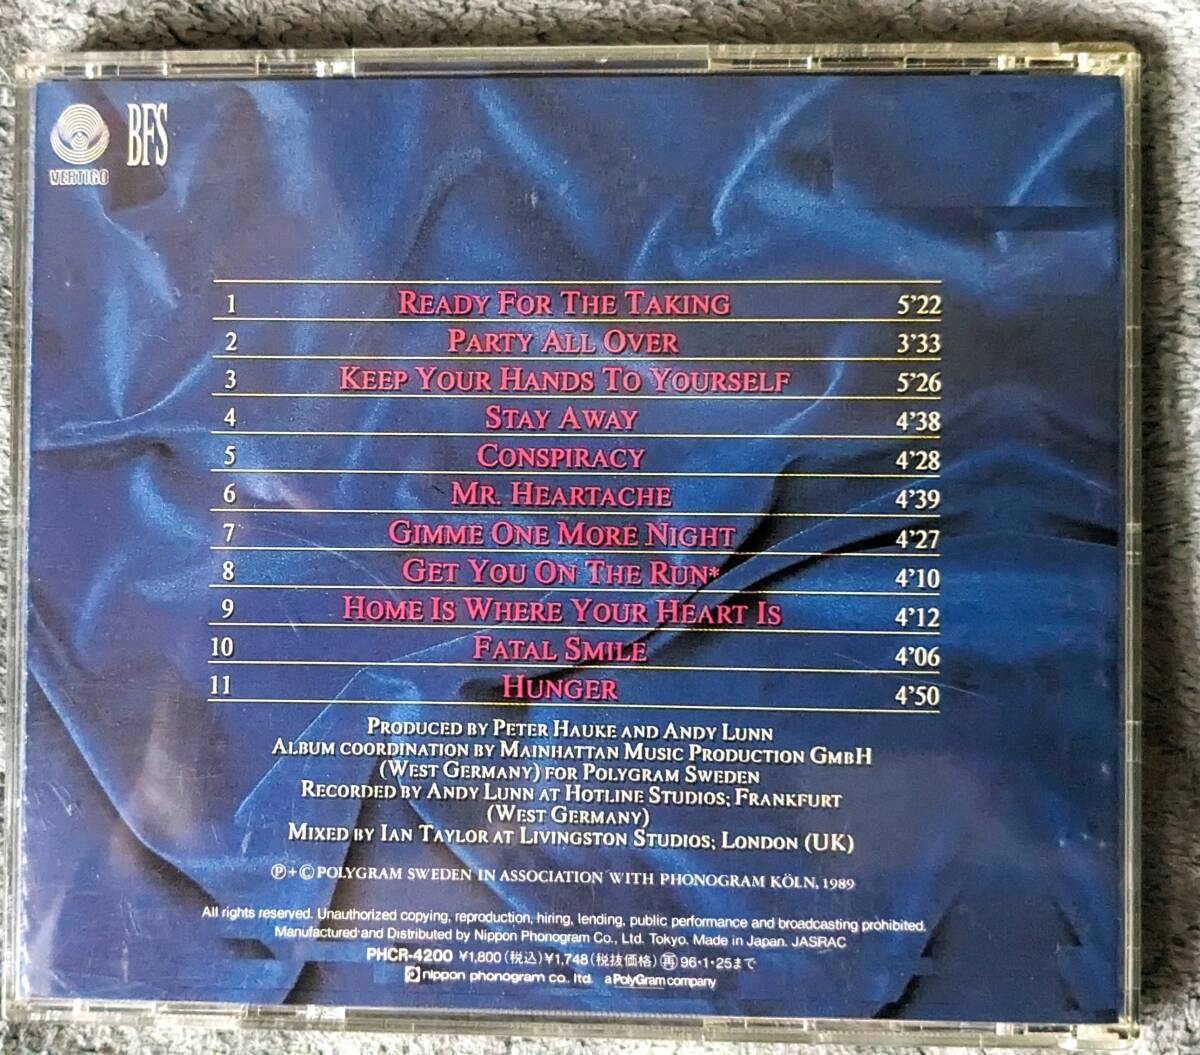 VERTIGO
BFS
1 READY FOR THE TAKING 5'22
2 PARTY ALL OVER 3'33
3 KEEP YOUR HANDS TO YOURSELF 5'26
4 STAY AWAY 4'38
5 CONSPIRACY 4'28
6 MR. HEARTACHE 4'39
7 GIMME ONE MORE NIGHT 4'27
8 GET YOU ON THE RUN* 4'10
9 HOME IS WHERE YOUR HEART IS 4'12
10 FATAL SMILE 4'06
11 HUNGER 4'50
PRODUCED BY PETER HAUKE AND ANDY LUNN
ALBUM COORDINATION BY MAINHATTAN MUSIC PRODUCTION GMBH
(WEST GERMANY) FOR POLYGRAM SWEDEN
RECORDED BY ANDY LUNN AT HOTLINE STUDIOS; FRANKFURT
(WEST GERMANY)
MIXED BY IAN TAYLOR AT LIVINGSTON STUDIOS; LONDON (UK)
℗+© POLYGRAM SWEDEN IN ASSOCIATION WITH PHONOGRAM KÖLN, 1989
All rights reserved. Unauthorized copying, reproduction, hiring, lending, public performance and broadcasting prohibited.
Manufactured and Distributed by Nippon Phonogram Co., Ltd. Tokyo. Made in Japan. JASRAC
PHCR-4200 ¥1,800(税込)¥1,748(税抜価格)㊢96・1・25まで
nippon phonogram co. ltd. a PolyGram company